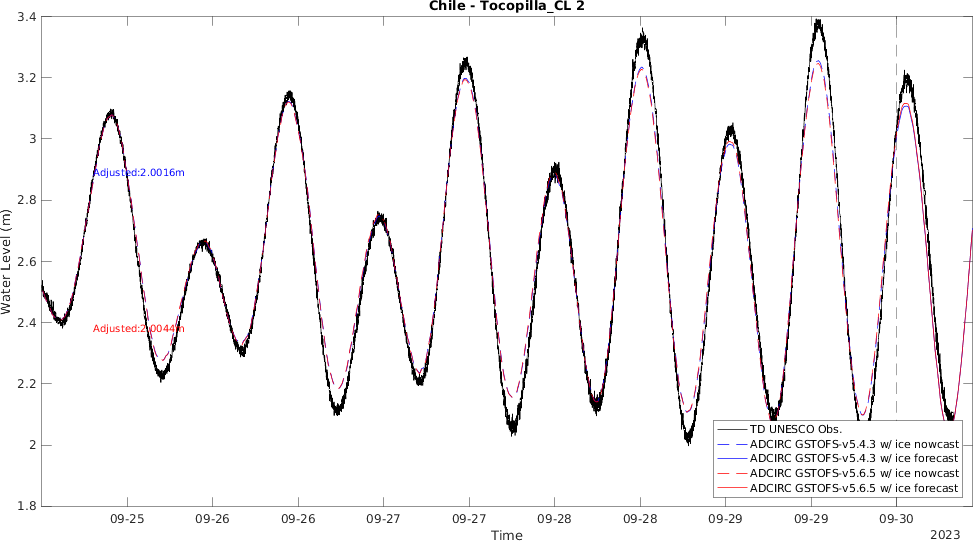 Chile - Tocopilla_CL 2
3.4
3.2
3
2.8
2.6
2.4
2.2
2
1.8
Water Level (m)
Adjusted:2.0016m
Adjusted:2.0044m
TD UNESCO Obs.
ADCIRC GSTOFS-v5.4.3 w/ ice nowcast
ADCIRC GSTOFS-v5.4.3 w/ ice forecast
ADCIRC GSTOFS-v5.6.5 w/ ice nowcast
ADCIRC GSTOFS-v5.6.5 w/ ice forecast
09-25 09-26 09-26 09-27 09-27 09-28 09-28 09-29 09-29 09-30
Time
2023